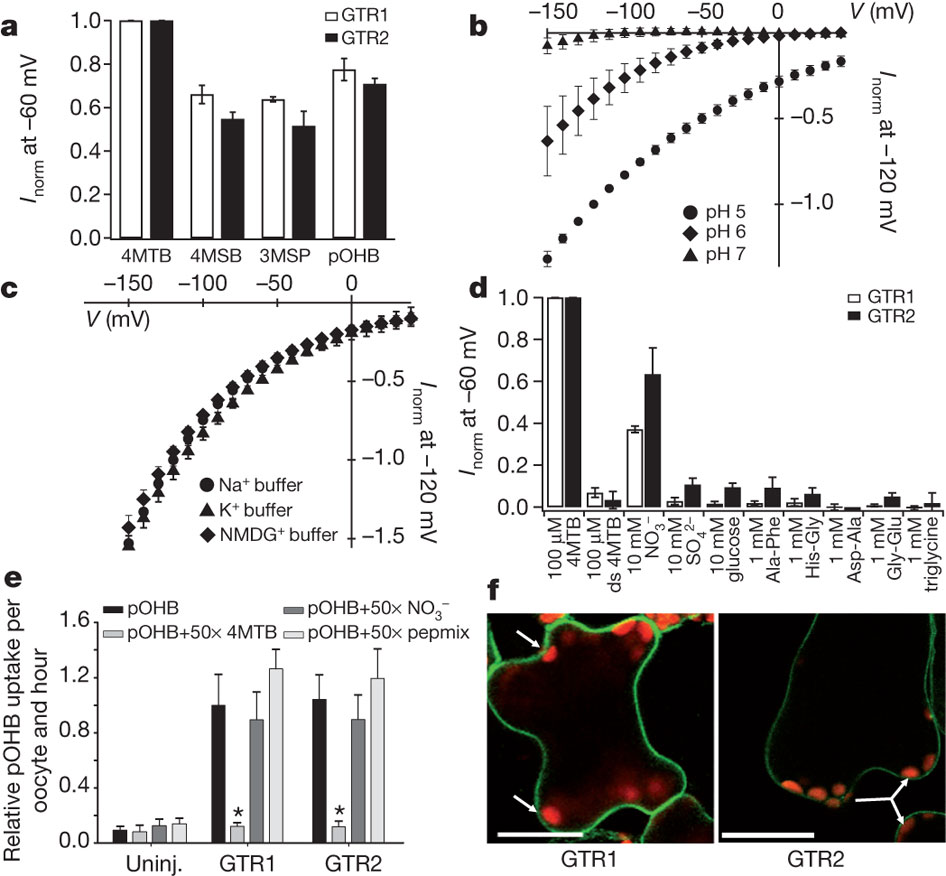 a
GTR1
GTR2
1.0
0.8
0.6
0.4
0.2
0.0
I norm at –60 mV
4MTB 4MSB 3MSP pOHB
b
–150 –100 –50 0 V (mV)
–0.5
–1.0
I norm at –120 mV
pH 5
pH 6
pH 7
c
–150 –100 –50 0
V (mV)
–0.5
–1.0
–1.5
I norm at –120 mV
Na+ buffer
K+ buffer
NMDG+ buffer
d
GTR1
GTR2
1.0
0.8
0.6
0.4
0.2
0.0
I norm at –60 mV
100 μM
4MTB
100 μM
ds 4MTB
10 mM
NO3–
10 mM
SO42–
10 mM
glucose
1 mM
Ala-Phe
1 mM
His-Gly
1 mM
Asp-Ala
1 mM
Gly-Glu
1 mM
triglycine
e
pOHB
pOHB+50× NO3–
pOHB+50× 4MTB
pOHB+50× pepmix
1.6
1.2
0.8
0.4
0.0
Relative pOHB uptake per
oocyte and hour
* *
Uninj. GTR1 GTR2
f
GTR1 GTR2